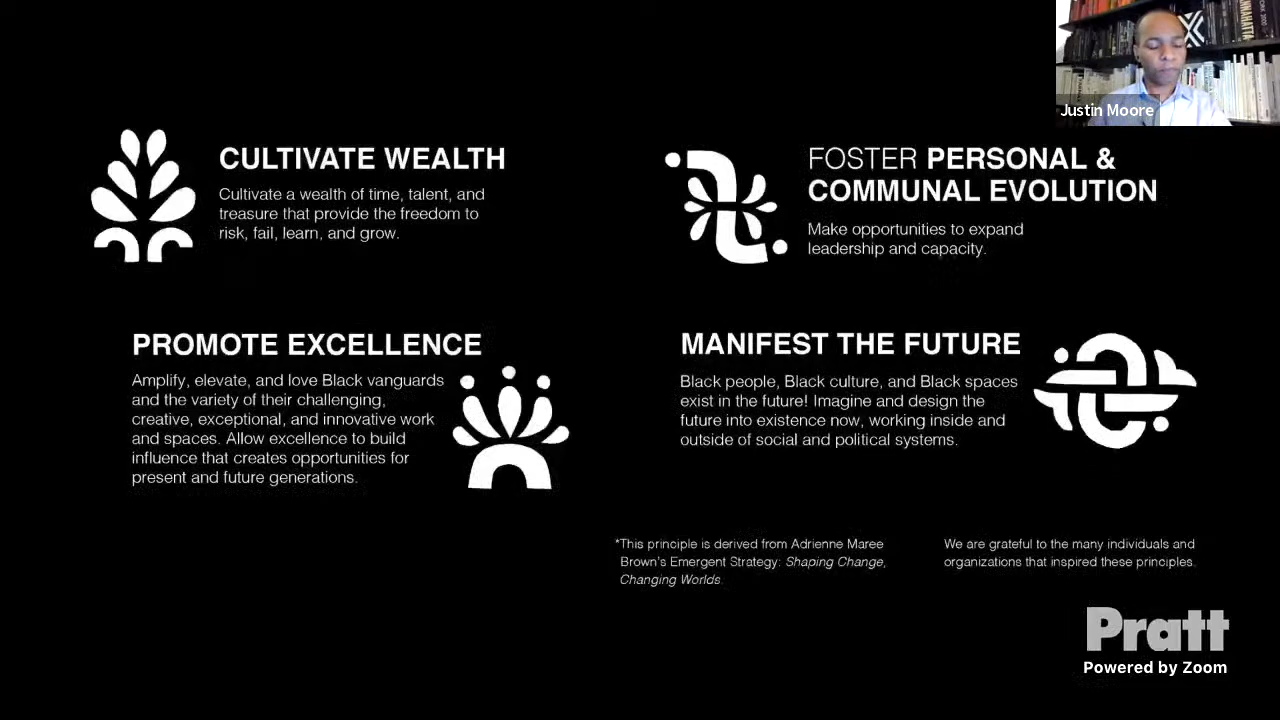 Justin Moore
CULTIVATE WEALTH
Cultivate a wealth of time, talent, and
treasure that provide the freedom to
risk, fail, learn, and grow.
FOSTER PERSONAL &
COMMUNAL EVOLUTION
Make opportunities to expand
leadership and capacity.
PROMOTE EXCELLENCE
Amplify, elevate, and love Black vanguards
and the variety of their challenging,
creative, exceptional, and innovative work
and spaces. Allow excellence to build
influence that creates opportunities for
present and future generations.
MANIFEST THE FUTURE
Black people, Black culture, and Black spaces
exist in the future! Imagine and design the
future into existence now, working inside and
outside of social and political systems.
*This principle is derived from Adrienne Maree
Brown's Emergent Strategy: Shaping Change,
Changing Worlds.
We are grateful to the many individuals and
organizations that inspired these principles.
Pratt
Powered by Zoom